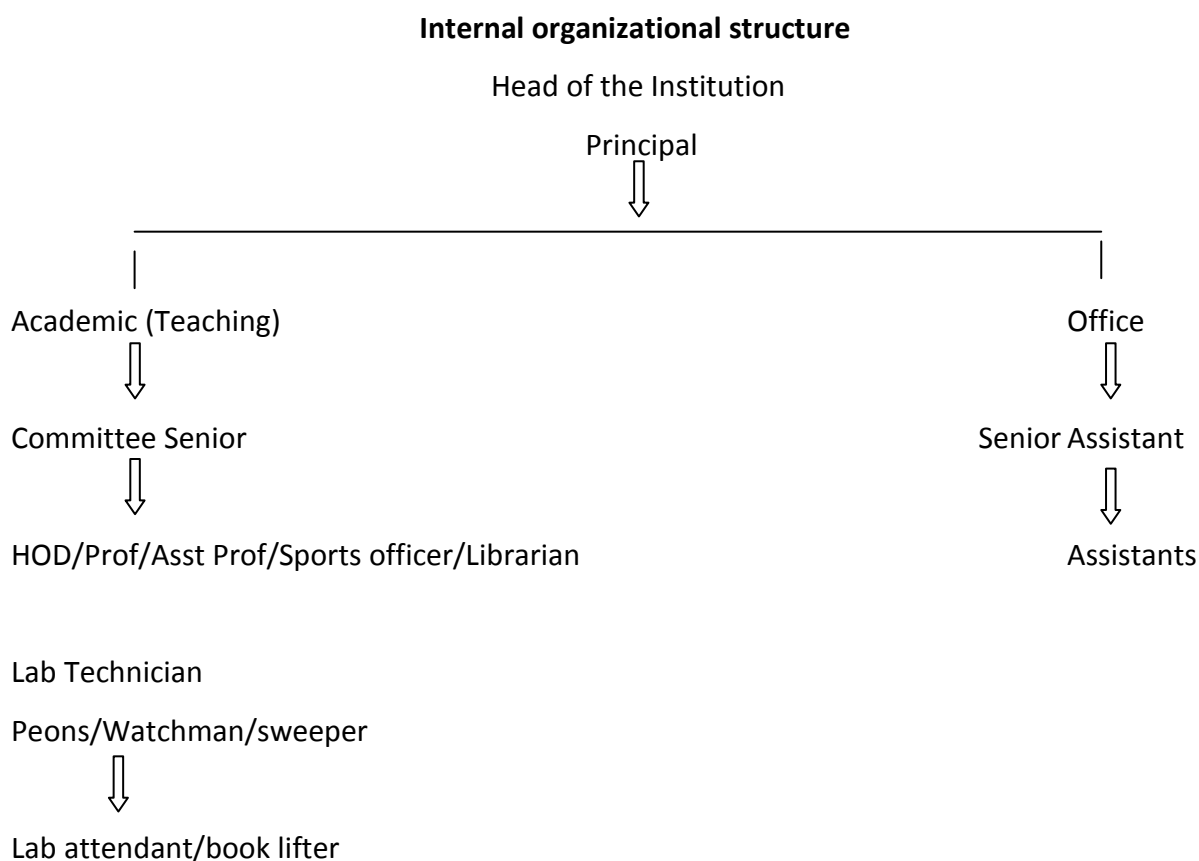 Internal organizational structure
Head of the Institution
Principal
Academic (Teaching)
Office
Committee Senior
Senior Assistant
HOD/Prof/Asst Prof/Sports officer/Librarian
Assistants
Lab Technician
Peons/Watchman/sweeper
Lab attendant/book lifter